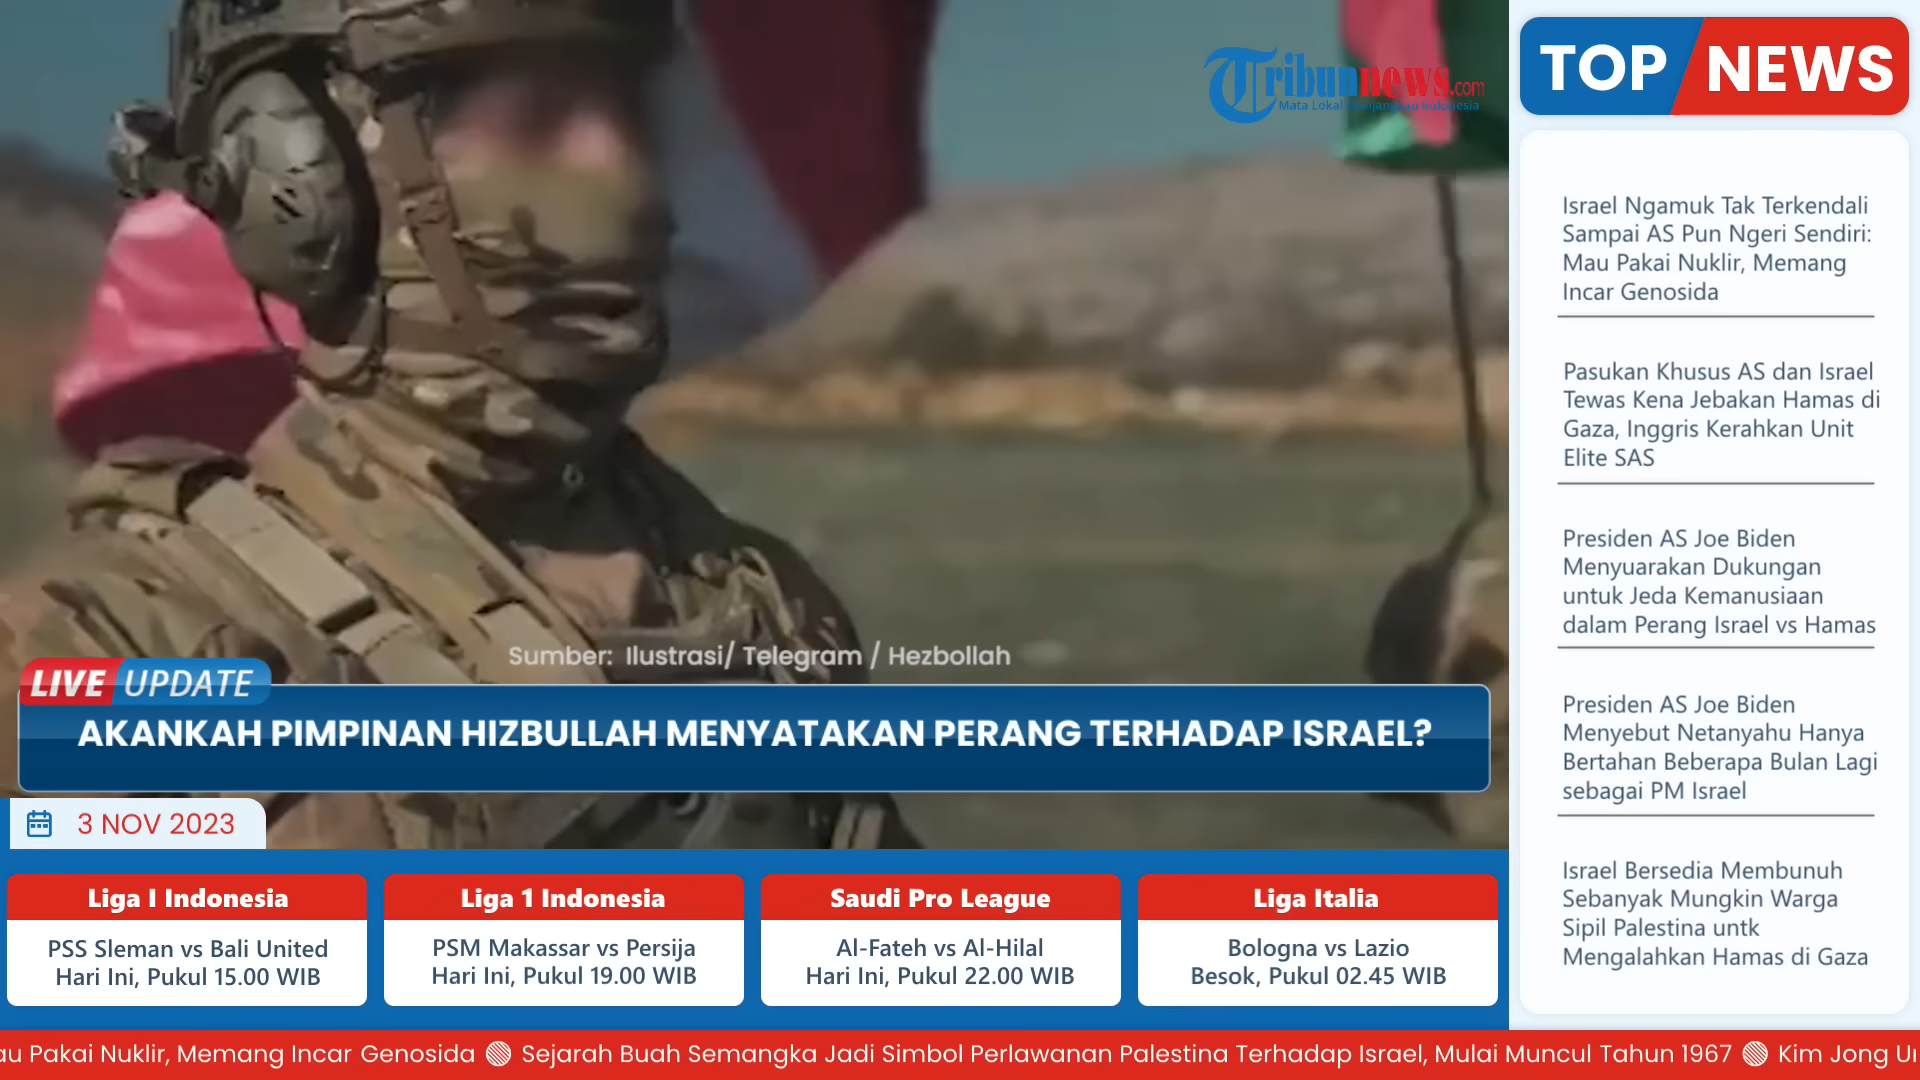 Tribunnews.com
Mata Lokal Menjangkau Indonesia
TOP NEWS
Israel Ngamuk Tak Terkendali
Sampai AS Pun Ngeri Sendiri:
Mau Pakai Nuklir, Memang
Incar Genosida
Pasukan Khusus AS dan Israel
Tewas Kena Jebakan Hamas di
Gaza, Inggris Kerahkan Unit
Elite SAS
Presiden AS Joe Biden
Menyuarakan Dukungan
untuk Jeda Kemanusiaan
dalam Perang Israel vs Hamas
Presiden AS Joe Biden
Menyebut Netanyahu Hanya
Bertahan Beberapa Bulan Lagi
sebagai PM Israel
Israel Bersedia Membunuh
Sebanyak Mungkin Warga
Sipil Palestina untk
Mengalahkan Hamas di Gaza
Sumber: Ilustrasi/ Telegram / Hezbollah
LIVE UPDATE
AKANKAH PIMPINAN HIZBULLAH MENYATAKAN PERANG TERHADAP ISRAEL?
3 NOV 2023
Liga I Indonesia
PSS Sleman vs Bali United
Hari Ini, Pukul 15.00 WIB
Liga 1 Indonesia
PSM Makassar vs Persija
Hari Ini, Pukul 19.00 WIB
Saudi Pro League
Al-Fateh vs Al-Hilal
Hari Ini, Pukul 22.00 WIB
Liga Italia
Bologna vs Lazio
Besok, Pukul 02.45 WIB
au Pakai Nuklir, Memang Incar Genosida Sejarah Buah Semangka Jadi Simbol Perlawanan Palestina Terhadap Israel, Mulai Muncul Tahun 1967 Kim Jong U